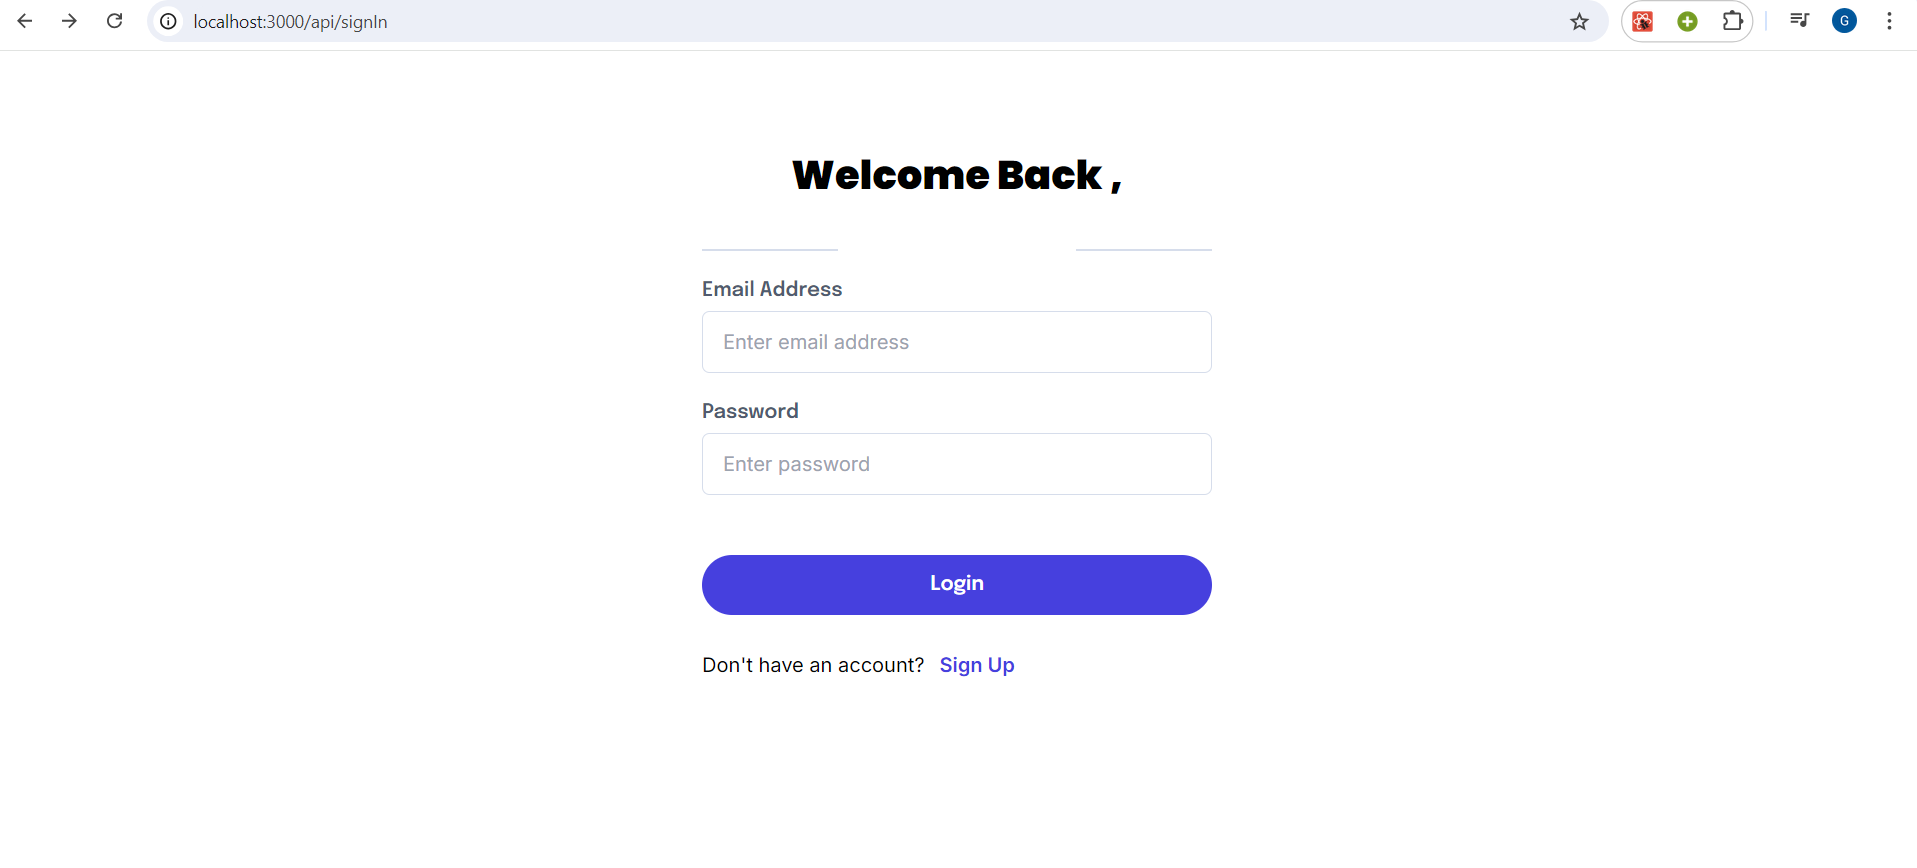 localhost:3000/api/signIn
G
Welcome Back ,
Email Address
Enter email address
Password
Enter password
Login
Don't have an account? Sign Up